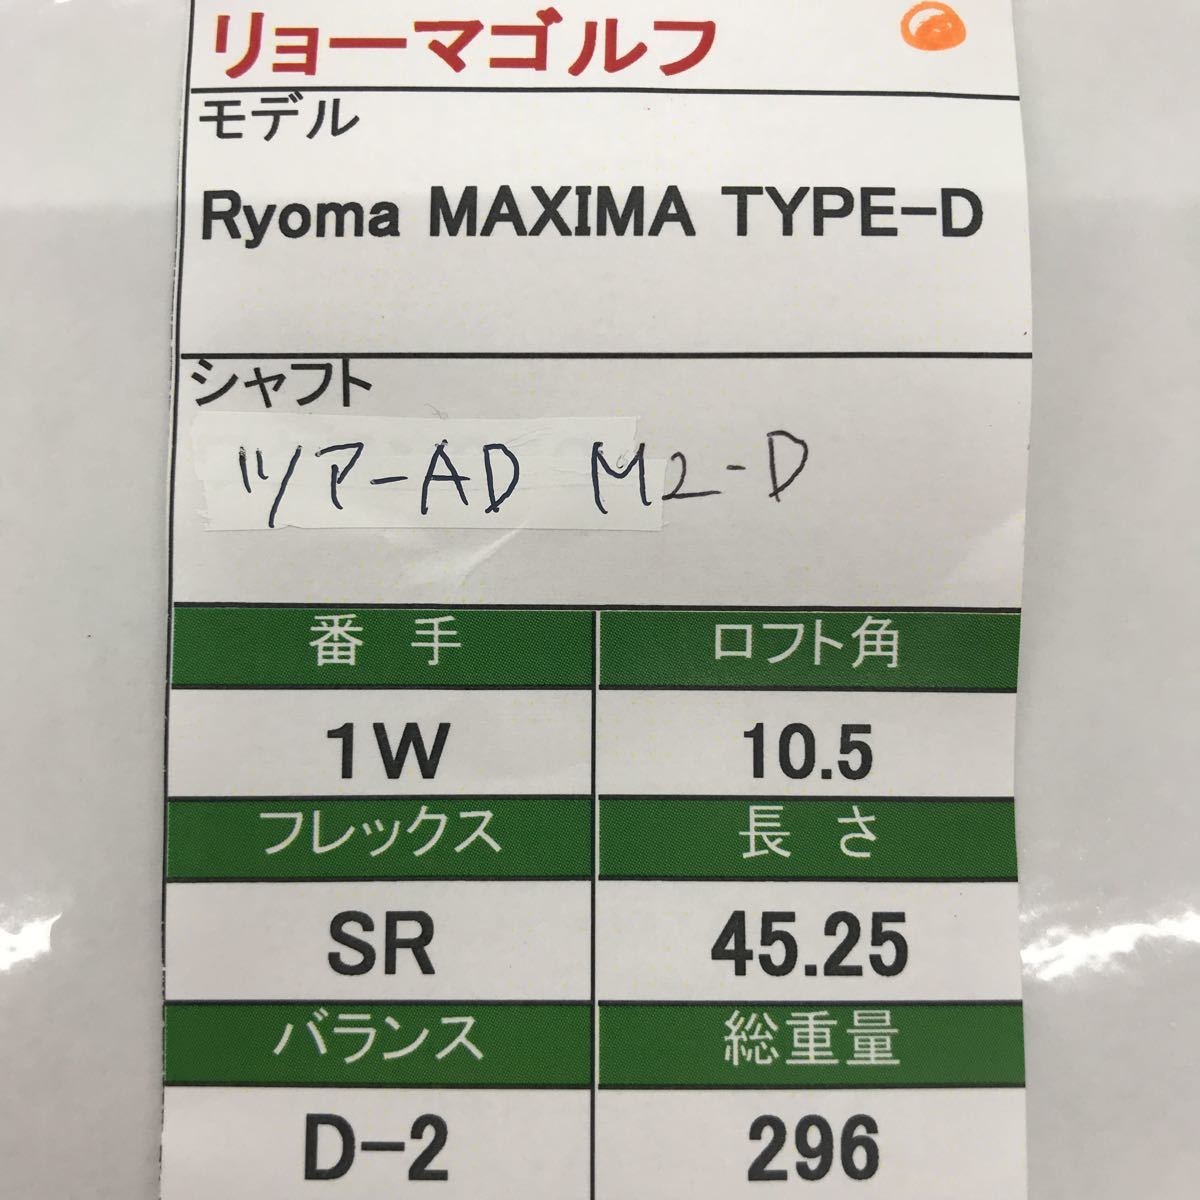 リョーマゴルフ
モデル
Ryoma MAXIMA TYPE-D
シャフト
ツアーAD M2-D
番 手 ロフト角
1W 10.5
フレックス 長 さ
SR 45.25
バランス 総重量
D-2 296